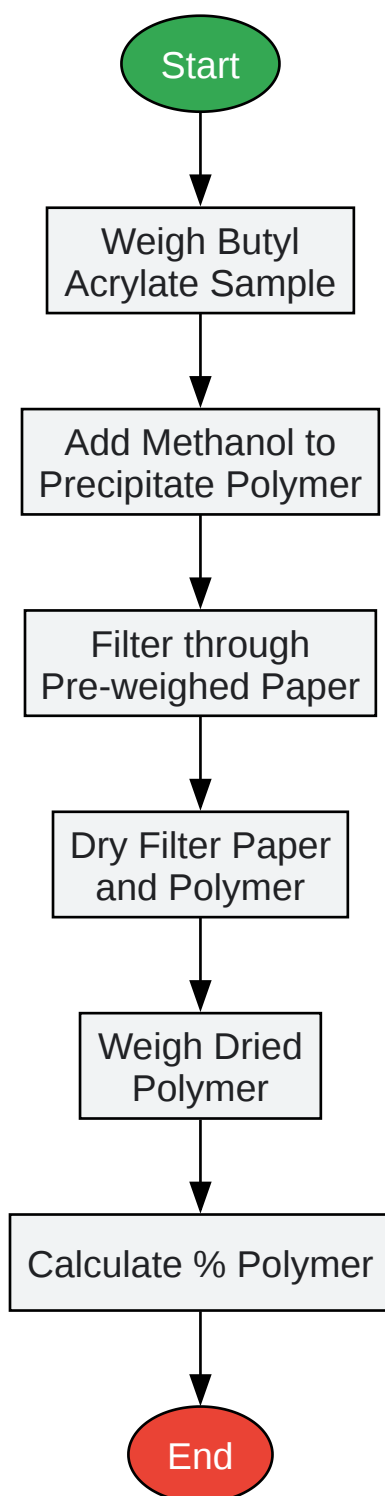 Start
Weigh Butyl
Acrylate Sample
Add Methanol to
Precipitate Polymer
Filter through
Pre-weighed Paper
Dry Filter Paper
and Polymer
Weigh Dried
Polymer
Calculate % Polymer
End